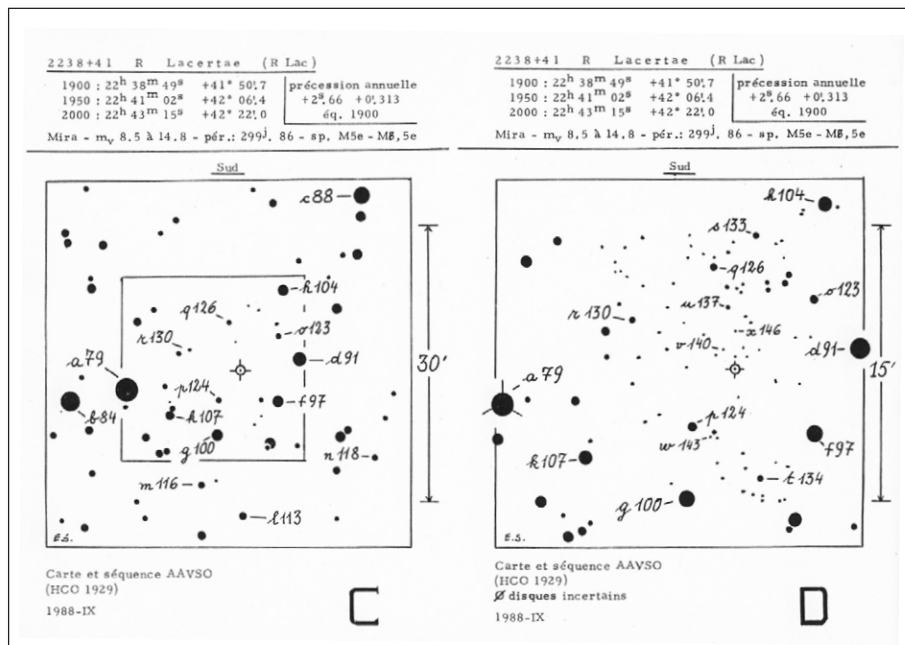 2238+41 R Lacertae (R Lac)
1900 : 22h 38m 49s +41° 50'.7
1950 : 22h 41m 02s +42° 06'.4
2000 : 22h 43m 15s +42° 22'.0
précession annuelle
+2s.66 +0'.313
éq. 1900
Mira - mv 8.5 à 14.8 - pér.: 299j. 86 - sp. M5e - M8,5e
Sud
c88
h104
q126
r130
o123
d91
a79
p124
b84
k107
f97
g100
n118
m116
l113
E.S.
30'
Carte et séquence AAVSO
(HCO 1929)
1988-IX
C
2238+41 R Lacertae (R Lac)
1900 : 22h 38m 49s +41° 50'.7
1950 : 22h 41m 02s +42° 06'.4
2000 : 22h 43m 15s +42° 22'.0
précession annuelle
+2s.66 +0'.313
éq. 1900
Mira - mv 8.5 à 14.8 - pér.: 299j. 86 - sp. M5e - M8,5e
Sud
h104
s133
q126
o123
u137
r130
x146
v140
d91
a79
p124
w143
f97
k107
t134
g100
E.S.
15'
Carte et séquence AAVSO
(HCO 1929)
Ø disques incertains
1988-IX
D